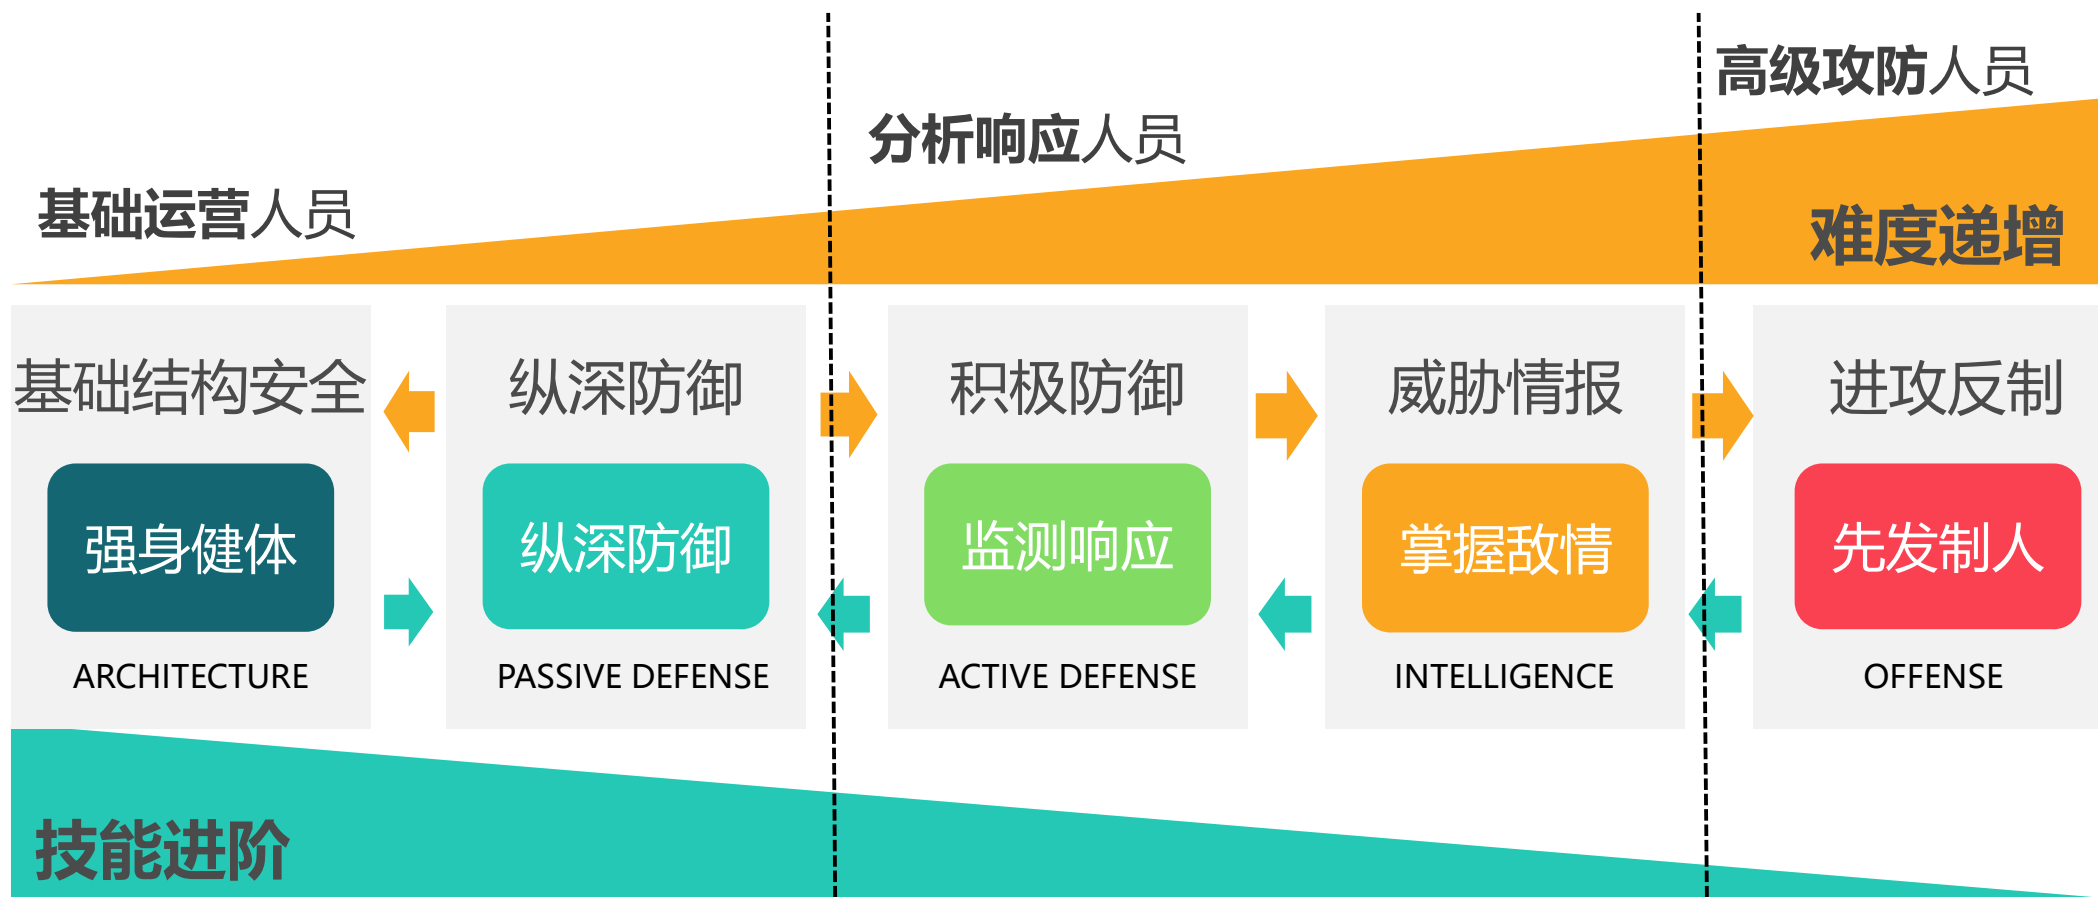 高级攻防人员
分析响应人员
基础运营人员
难度递增
基础结构安全
纵深防御
积极防御
威胁情报
进攻反制
强身健体
纵深防御
监测响应
掌握敌情
先发制人
ARCHITECTURE
PASSIVE DEFENSE
ACTIVE DEFENSE
INTELLIGENCE
OFFENSE
技能进阶